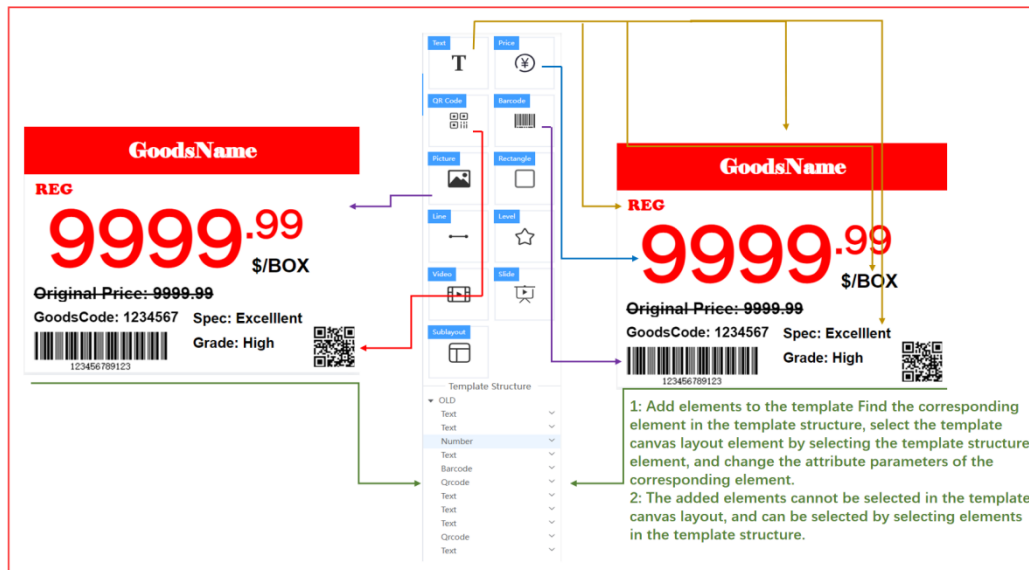 GoodsName
REG
9999.99
$/BOX
Original Price: 9999.99
GoodsCode: 1234567
Spec: Excelllent
Grade: High
123456789123
Text
Price
T
¥
QR Code
Barcode
Picture
Rectangle
Line
Level
Video
Slide
Sublayout
Template Structure
OLD
Text
Text
Number
Text
Barcode
Qrcode
Text
Text
Text
Qrcode
Text
GoodsName
REG
9999.99
$/BOX
Original Price: 9999.99
GoodsCode: 1234567
Spec: Excelllent
Grade: High
123456789123
1: Add elements to the template Find the corresponding
element in the template structure, select the template
canvas layout element by selecting the template structure
element, and change the attribute parameters of the
corresponding element.
2: The added elements cannot be selected in the template
canvas layout, and can be selected by selecting elements
in the template structure.